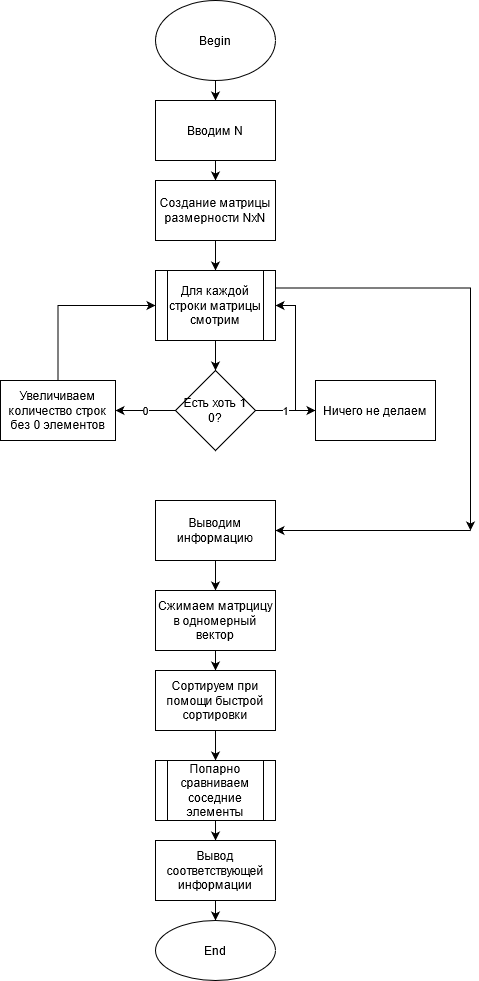 Begin
Вводим N
Создание матрицы
размерности NxN
Для каждой
строки матрицы
смотрим
Увеличиваем
количество строк
без 0 элементов
0
Есть хоть 1
0?
1
Ничего не делаем
Выводим
информацию
Сжимаем матрцицу
в одномерный
вектор
Сортируем при
помощи быстрой
сортировки
Попарно
сравниваем
соседние
элементы
Вывод
соответствующей
информации
End